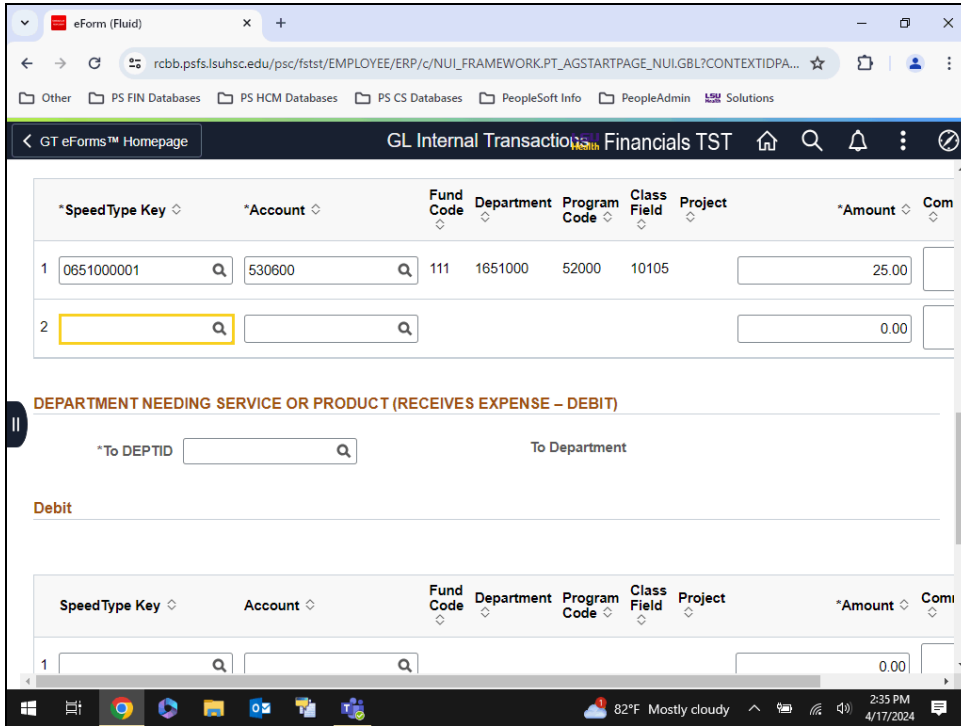 eForm (Fluid)
rcbb.psfs.lsuhsc.edu/psc/fstst/EMPLOYEE/ERP/c/NUI_FRAMEWORK.PT_AGSTARTPAGE_NUI.GBL?CONTEXTIDPA...
Other PS FIN Databases PS HCM Databases PS CS Databases PeopleSoft Info PeopleAdmin LSU Health Solutions
GT eForms™ Homepage GL Internal Transactions LSU Health Financials TST
*SpeedType Key *Account Fund Code Department Program Code Class Field Project *Amount Com
1 0651000001 530600 111 1651000 52000 10105 25.00
2 0.00
DEPARTMENT NEEDING SERVICE OR PRODUCT (RECEIVES EXPENSE – DEBIT)
*To DEPTID To Department
Debit
SpeedType Key Account Fund Code Department Program Code Class Field Project *Amount Com
1 0.00
82°F Mostly cloudy 2:35 PM
4/17/2024